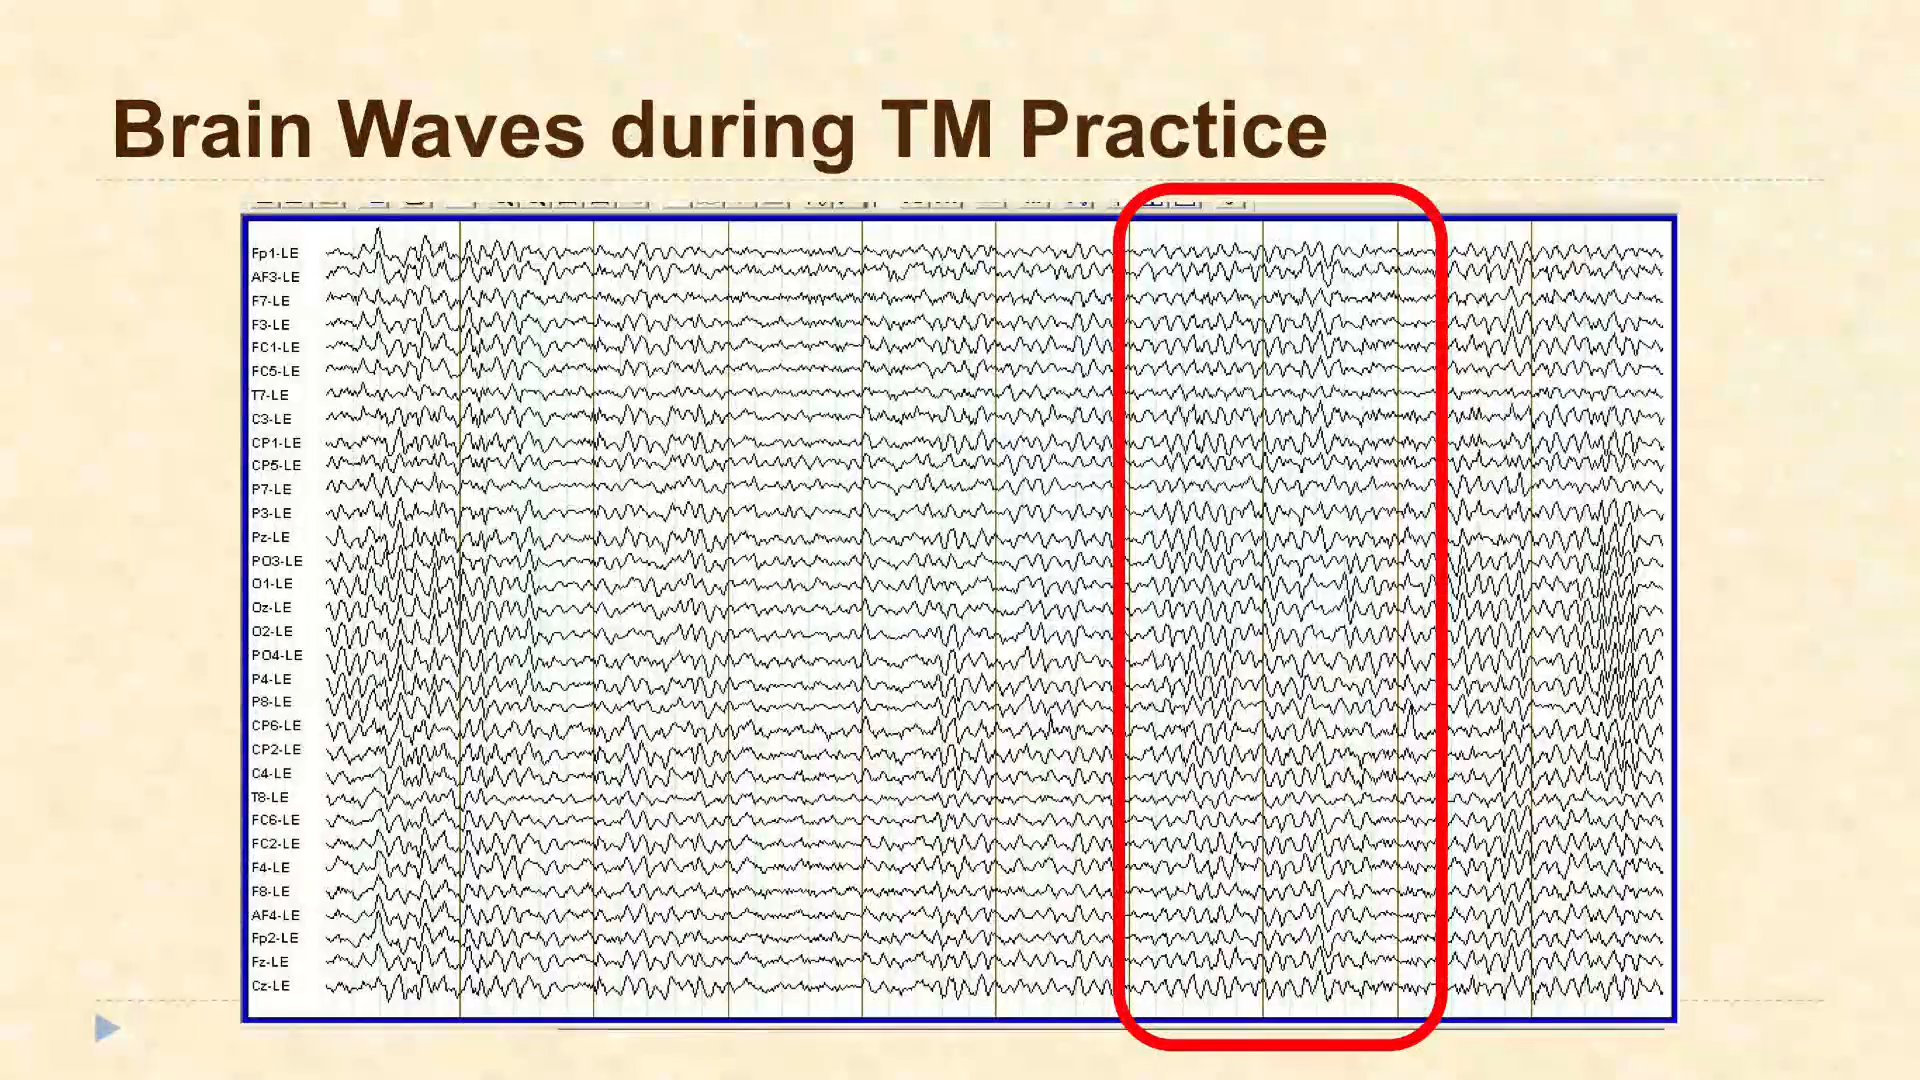 Brain Waves during TM Practice
Fp1-LE
AF3-LE
F7-LE
F3-LE
FC1-LE
FC5-LE
T7-LE
C3-LE
CP1-LE
CP5-LE
P7-LE
P3-LE
Pz-LE
PO3-LE
O1-LE
Oz-LE
O2-LE
PO4-LE
P4-LE
P8-LE
CP6-LE
CP2-LE
C4-LE
T8-LE
FC6-LE
FC2-LE
F4-LE
F8-LE
AF4-LE
Fp2-LE
Fz-LE
Cz-LE